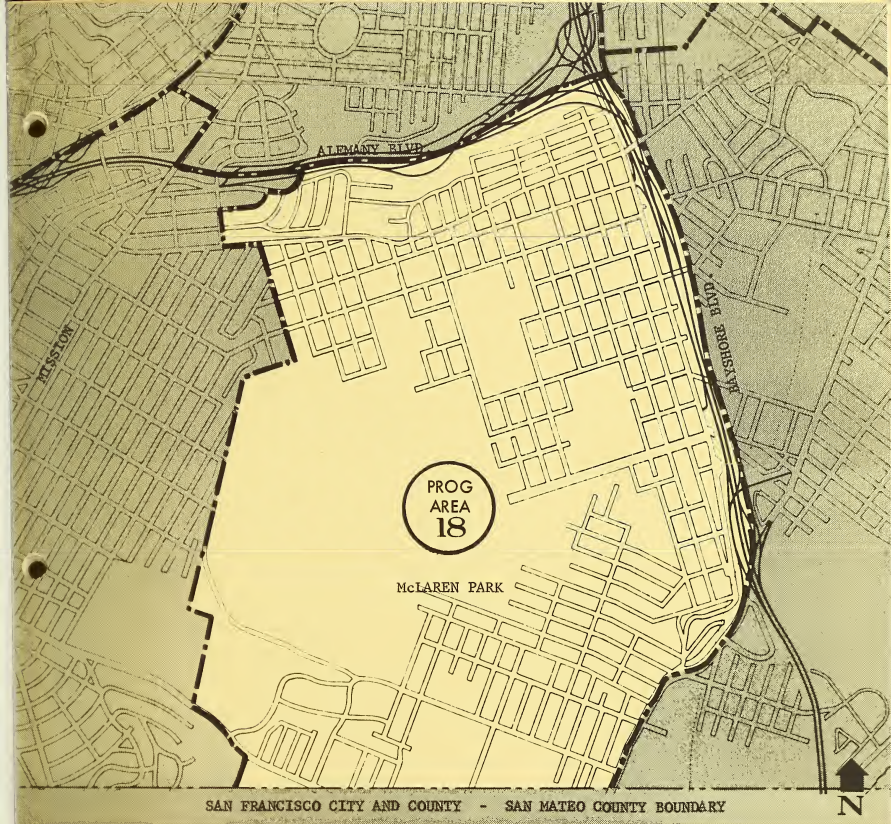 ALEMANY BLVD.
BAYSHORE BLVD.
MISSION
PROG
AREA
18
McLAREN PARK
SAN FRANCISCO CITY AND COUNTY - SAN MATEO COUNTY BOUNDARY
N